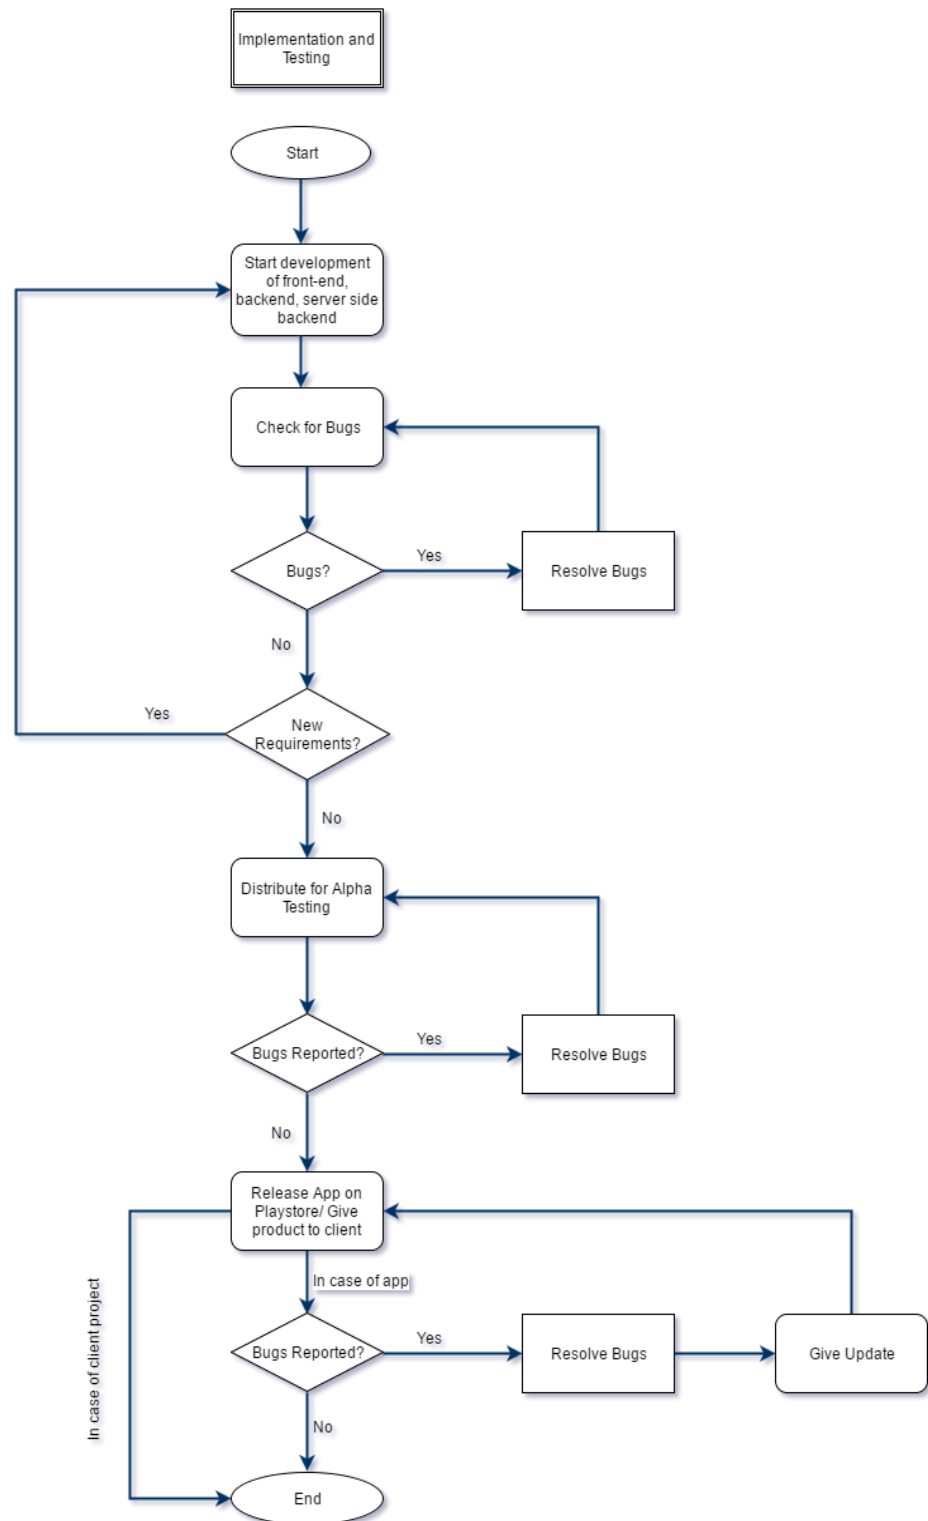 Implementation and
Testing
Start
Start development
of front-end,
backend, server side
backend
Check for Bugs
Bugs?
Yes
Resolve Bugs
No
New
Requirements?
Yes
No
Distribute for Alpha
Testing
Bugs Reported?
Yes
Resolve Bugs
No
Release App on
Playstore/ Give
product to client
In case of app
In case of client project
Bugs Reported?
Yes
Resolve Bugs
Give Update
No
End